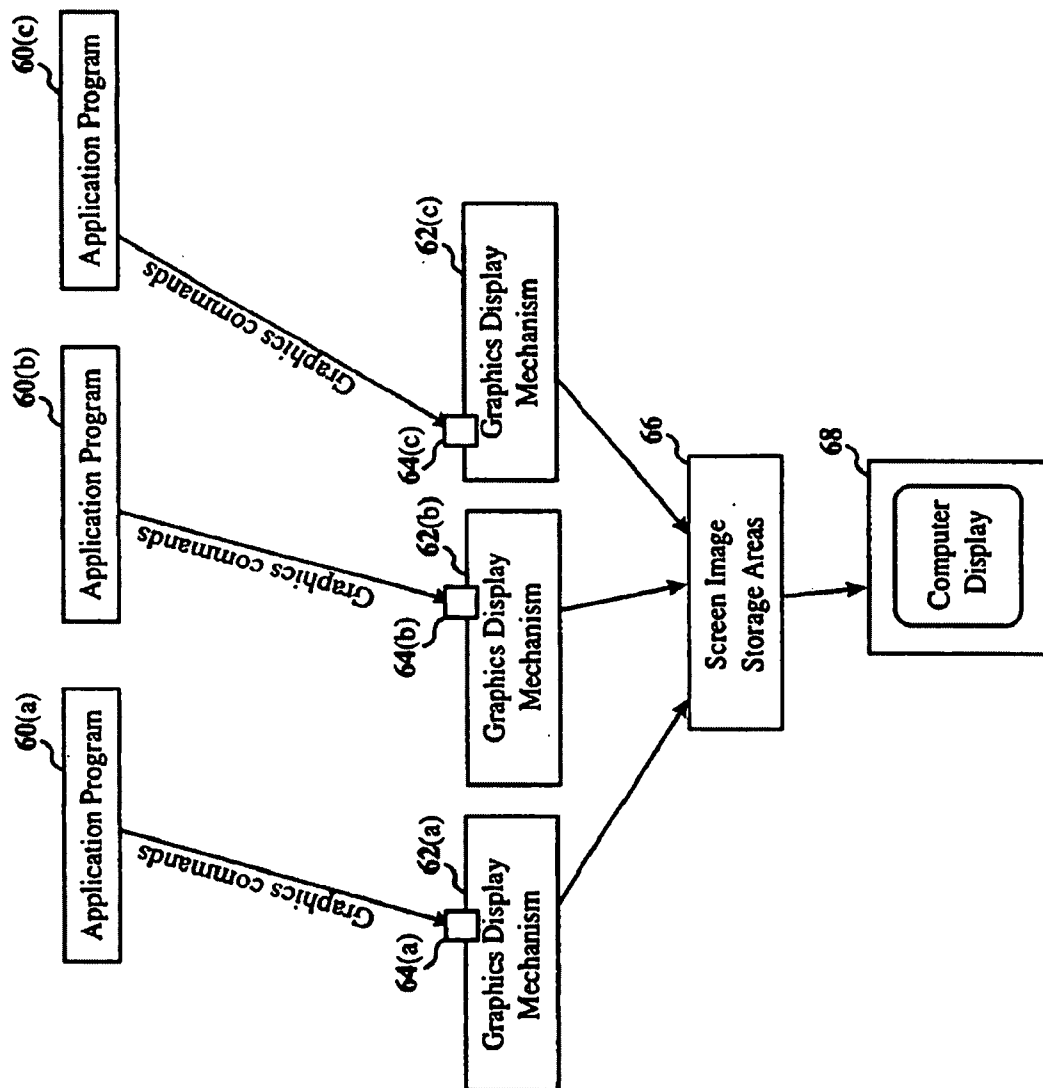 60(a)
Application Program
60(b)
Application Program
60(c)
Application Program
Graphics commands
Graphics commands
Graphics commands
64(a)
62(a)
Graphics Display
Mechanism
64(b)
62(b)
Graphics Display
Mechanism
64(c)
62(c)
Graphics Display
Mechanism
66
Screen Image
Storage Areas
68
Computer
Display